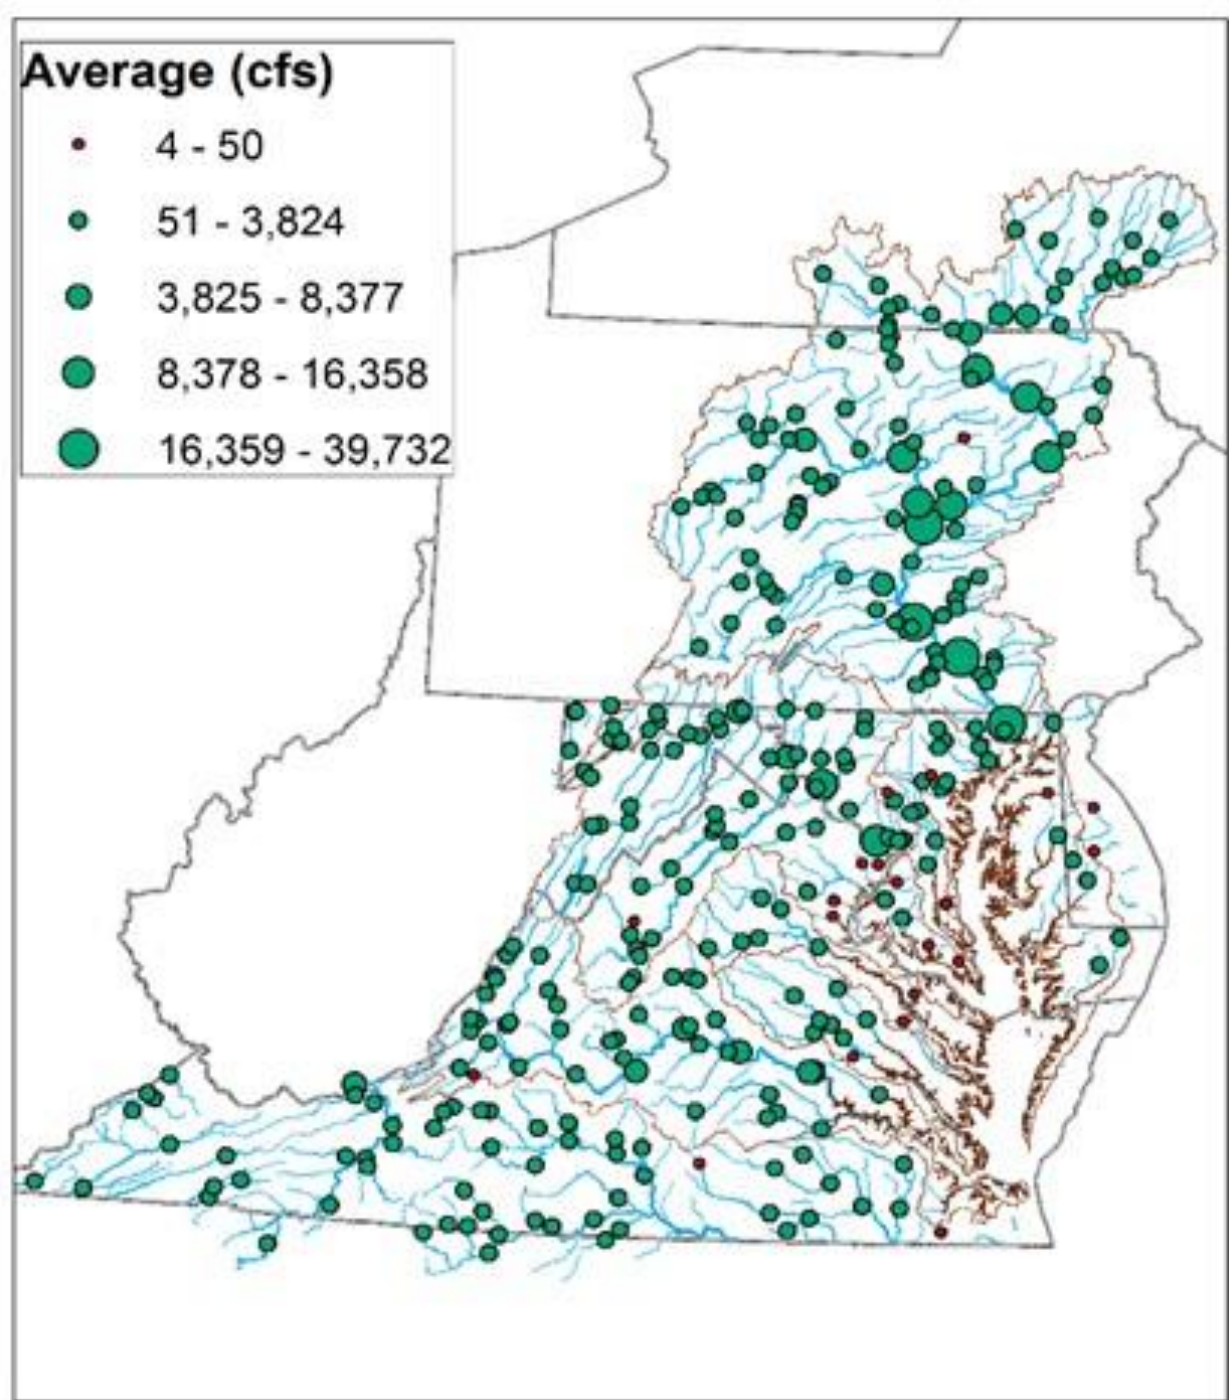 Average (cfs)
4 - 50
51 - 3,824
3,825 - 8,377
8,378 - 16,358
16,359 - 39,732